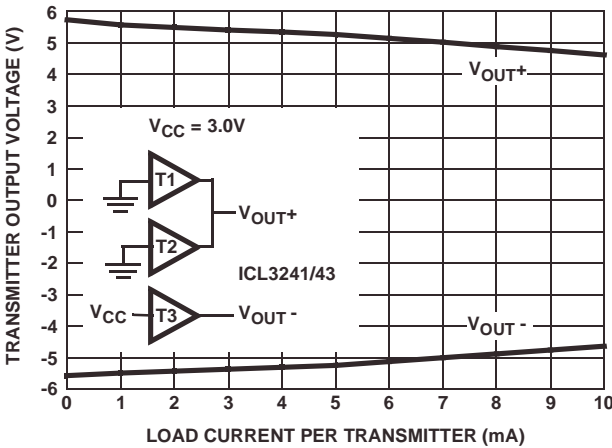 TRANSMITTER OUTPUT VOLTAGE (V)
6
5
4
3
2
1
0
-1
-2
-3
-4
-5
-6
VOUT+
VCC = 3.0V
T1
VOUT+
T2
ICL3241/43
VCC
T3
VOUT -
VOUT -
0 1 2 3 4 5 6 7 8 9 10
LOAD CURRENT PER TRANSMITTER (mA)